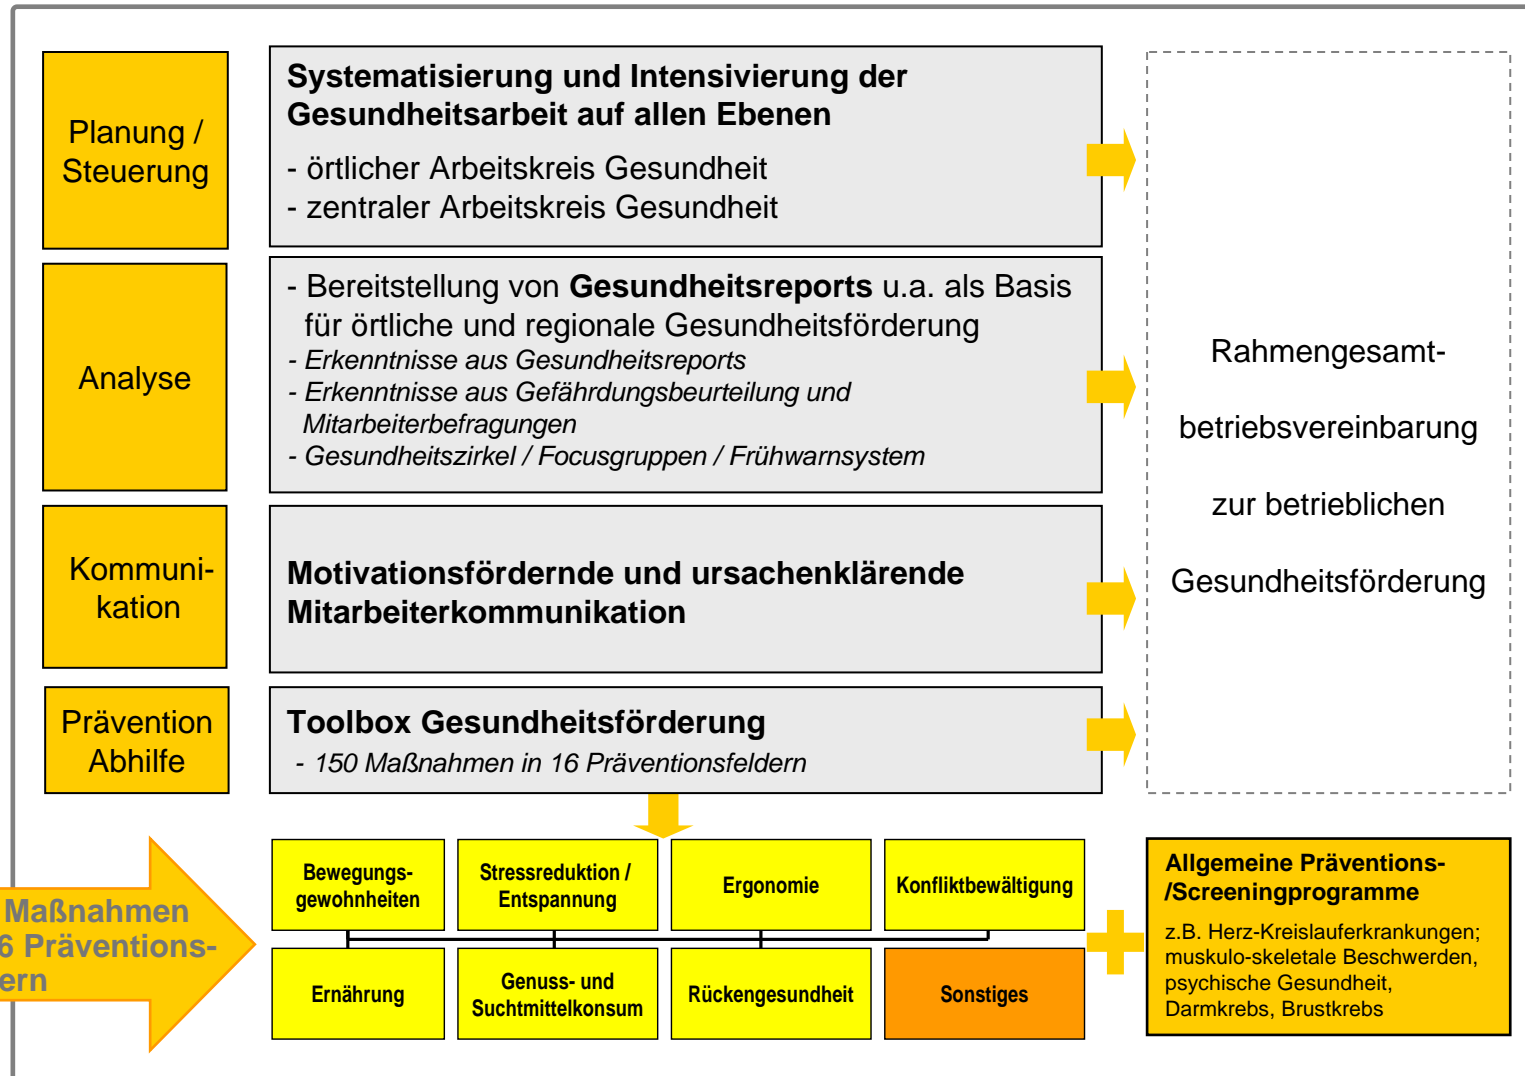 Planung /
Steuerung
Systematisierung und Intensivierung der
Gesundheitsarbeit auf allen Ebenen
- örtlicher Arbeitskreis Gesundheit
- zentraler Arbeitskreis Gesundheit
Analyse
- Bereitstellung von Gesundheitsreports u.a. als Basis
für örtliche und regionale Gesundheitsförderung
- Erkenntnisse aus Gesundheitsreports
- Erkenntnisse aus Gefährdungsbeurteilung und
Mitarbeiterbefragungen
- Gesundheitszirkel / Focusgruppen / Frühwarnsystem
Kommuni-
kation
Motivationsfördernde und ursachenklärende
Mitarbeiterkommunikation
Prävention
Abhilfe
Toolbox Gesundheitsförderung
- 150 Maßnahmen in 16 Präventionsfeldern
Rahmengesamt-
betriebsvereinbarung
zur betrieblichen
Gesundheitsförderung
Maßnahmen
6 Präventions-
ern
Bewegungs-
gewohnheiten
Stressreduktion /
Entspannung
Ergonomie
Konfliktbewältigung
Ernährung
Genuss- und
Suchtmittelkonsum
Rückengesundheit
Sonstiges
Allgemeine Präventions-
/Screeningprogramme
z.B. Herz-Kreislauferkrankungen;
muskulo-skeletale Beschwerden,
psychische Gesundheit,
Darmkrebs, Brustkrebs